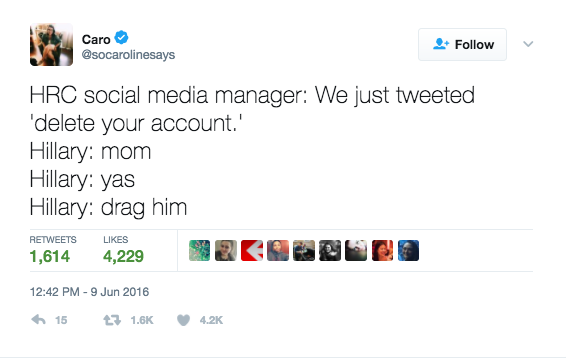 Caro
@socarolinesays
Follow
HRC social media manager: We just tweeted
'delete your account.'
Hillary: mom
Hillary: yas
Hillary: drag him
RETWEETS LIKES
1,614 4,229
12:42 PM - 9 Jun 2016
15 1.6K 4.2K